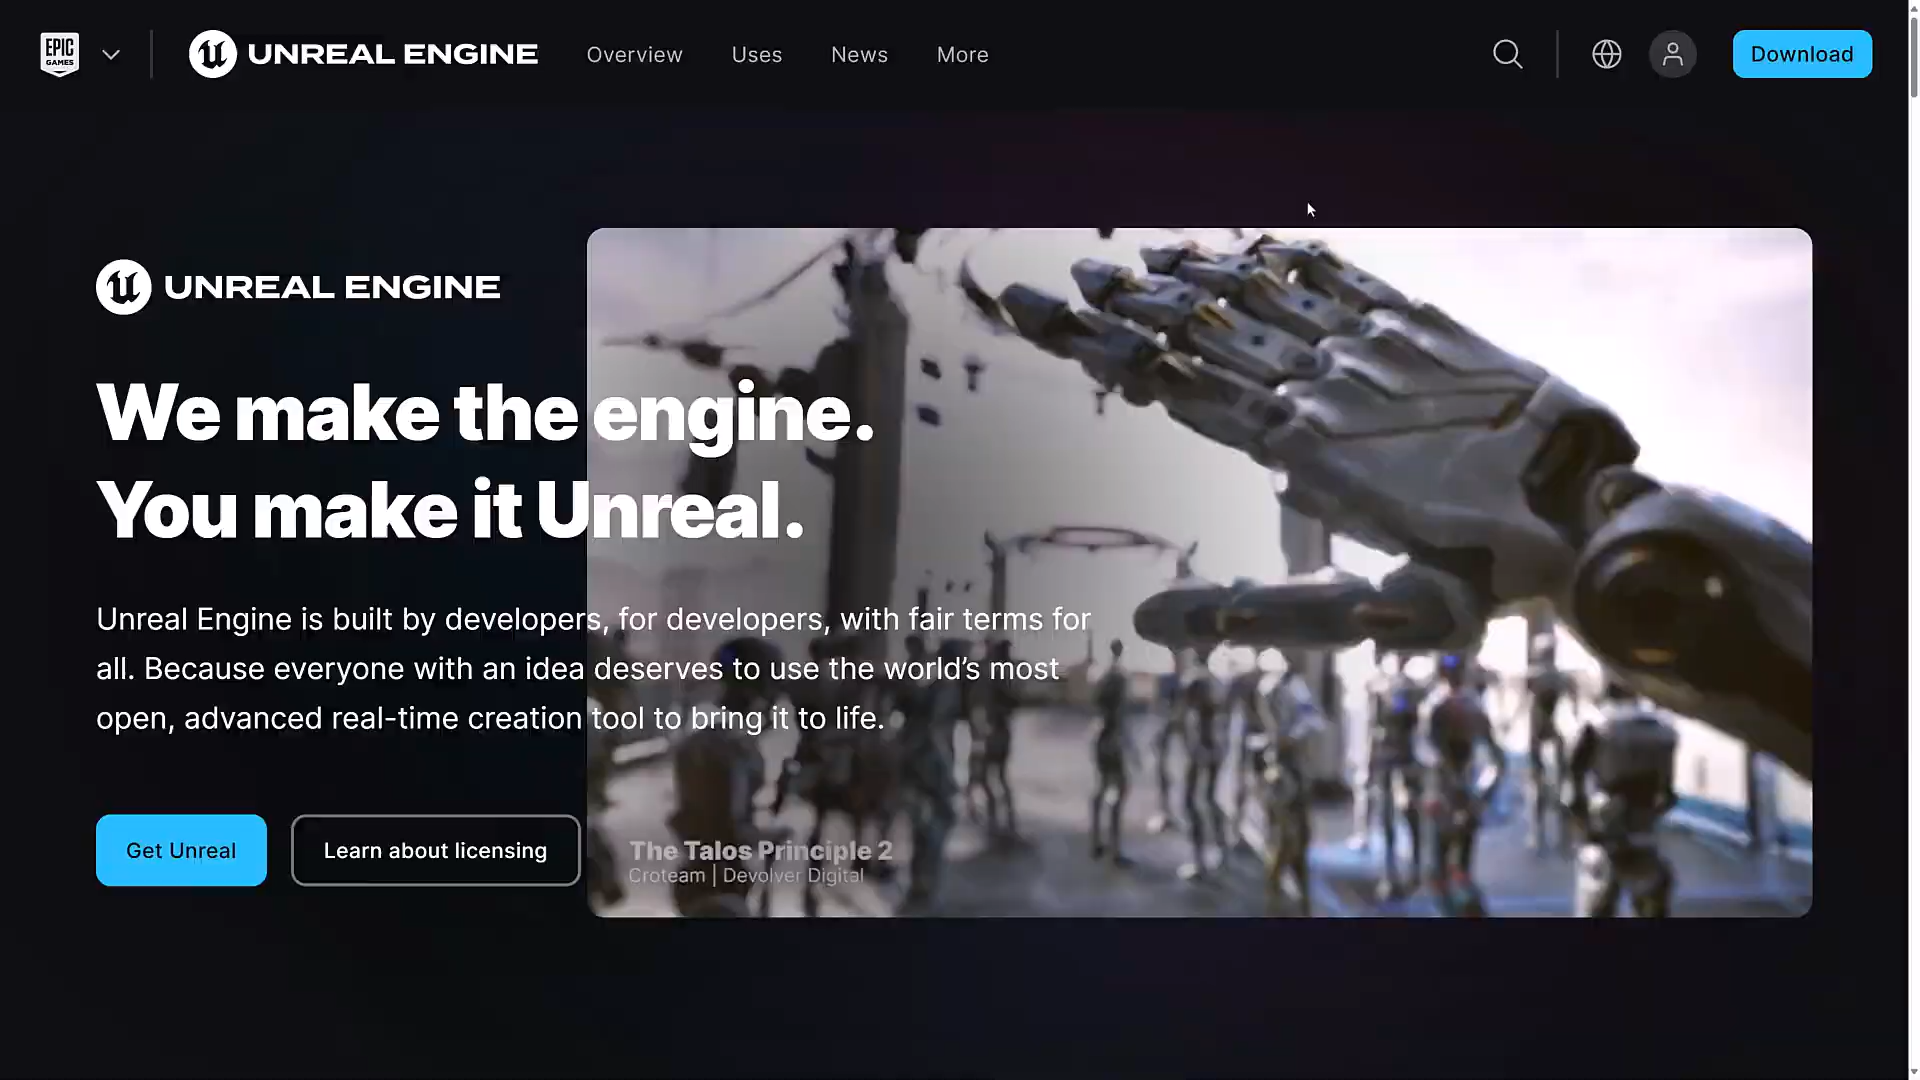 EPIC
GAMES
UNREAL ENGINE
Overview
Uses
News
More
Download
UNREAL ENGINE
We make the engine.
You make it Unreal.
Unreal Engine is built by developers, for developers, with fair terms for
all. Because everyone with an idea deserves to use the world’s most
open, advanced real-time creation tool to bring it to life.
Get Unreal
Learn about licensing
The Talos Principle 2
Croteam | Devolver Digital